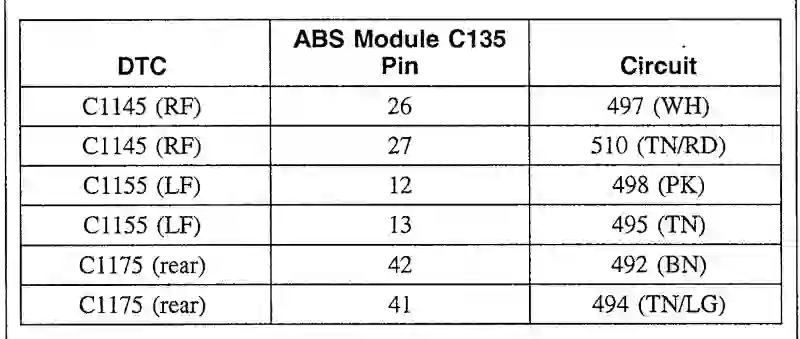 DTC ABS Module C135 Pin Circuit
C1145 (RF) 26 497 (WH)
C1145 (RF) 27 510 (TN/RD)
C1155 (LF) 12 498 (PK)
C1155 (LF) 13 495 (TN)
C1175 (rear) 42 492 (BN)
C1175 (rear) 41 494 (TN/LG)